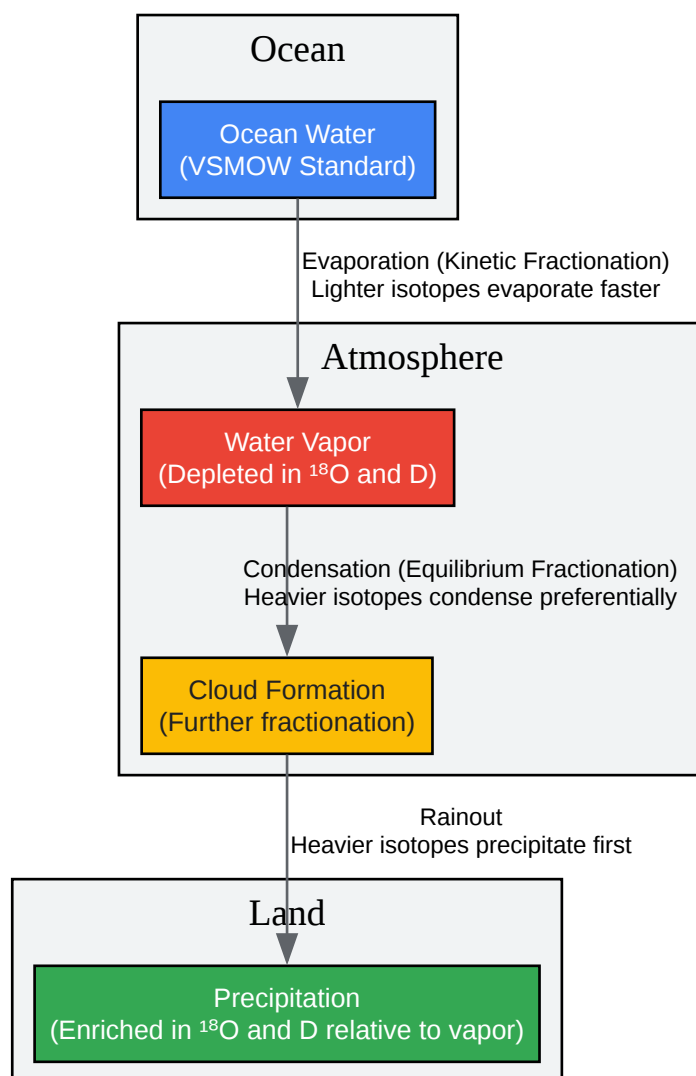 Ocean
Ocean Water
(VSMOW Standard)
Evaporation (Kinetic Fractionation)
Lighter isotopes evaporate faster
Atmosphere
Water Vapor
(Depleted in ¹⁸O and D)
Condensation (Equilibrium Fractionation)
Heavier isotopes condense preferentially
Cloud Formation
(Further fractionation)
Rainout
Heavier isotopes precipitate first
Land
Precipitation
(Enriched in ¹⁸O and D relative to vapor)